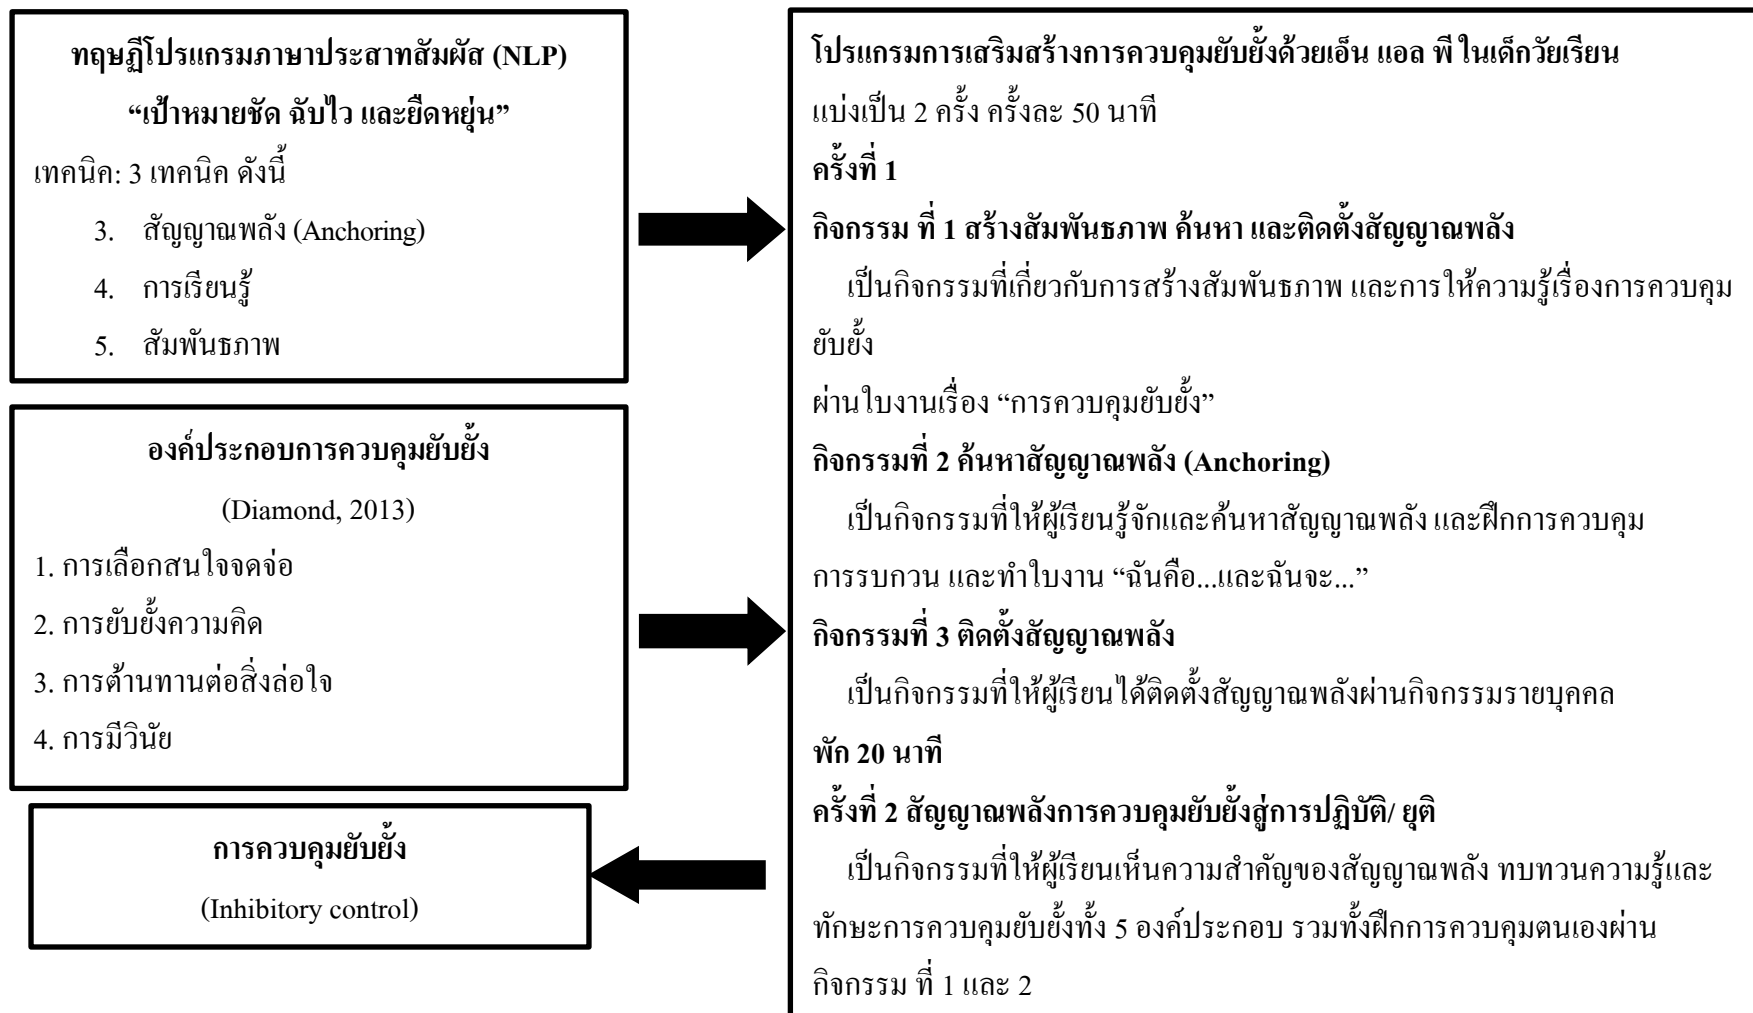 ทฤษฎีโปรแกรมภาษาประสาทสัมผัส (NLP)
“เป้าหมายชัด ฉับไว และยืดหยุ่น”
เทคนิค: 3 เทคนิค ดังนี้
3. สัญญาณพลัง (Anchoring)
4. การเรียนรู้
5. สัมพันธภาพ
องค์ประกอบการควบคุมยับยั้ง
(Diamond, 2013)
1. การเลือกสนใจจดจ่อ
2. การยับยั้งความคิด
3. การต้านทานต่อสิ่งล่อใจ
4. การมีวินัย
การควบคุมยับยั้ง
(Inhibitory control)
โปรแกรมการเสริมสร้างการควบคุมยับยั้งด้วยเอ็น แอล พี ในเด็กวัยเรียน
แบ่งเป็น 2 ครั้ง ครั้งละ 50 นาที
ครั้งที่ 1
กิจกรรม ที่ 1 สร้างสัมพันธภาพ ค้นหา และติดตั้งสัญญาณพลัง
เป็นกิจกรรมที่เกี่ยวกับการสร้างสัมพันธภาพ และการให้ความรู้เรื่องการควบคุม
ยับยั้ง
ผ่านใบงานเรื่อง “การควบคุมยับยั้ง”
กิจกรรมที่ 2 ค้นหาสัญญาณพลัง (Anchoring)
เป็นกิจกรรมที่ให้ผู้เรียนรู้จักและค้นหาสัญญาณพลัง และฝึกการควบคุม
การรบกวน และทำใบงาน “ฉันคือ...และฉันจะ...”
กิจกรรมที่ 3 ติดตั้งสัญญาณพลัง
เป็นกิจกรรมที่ให้ผู้เรียนได้ติดตั้งสัญญาณพลังผ่านกิจกรรมรายบุคคล
พัก 20 นาที
ครั้งที่ 2 สัญญาณพลังการควบคุมยับยั้งสู่การปฏิบัติ/ ยุติ
เป็นกิจกรรมที่ให้ผู้เรียนเห็นความสำคัญของสัญญาณพลัง ทบทวนความรู้และ
ทักษะการควบคุมยับยั้งทั้ง 5 องค์ประกอบ รวมทั้งฝึกการควบคุมตนเองผ่าน
กิจกรรม ที่ 1 และ 2